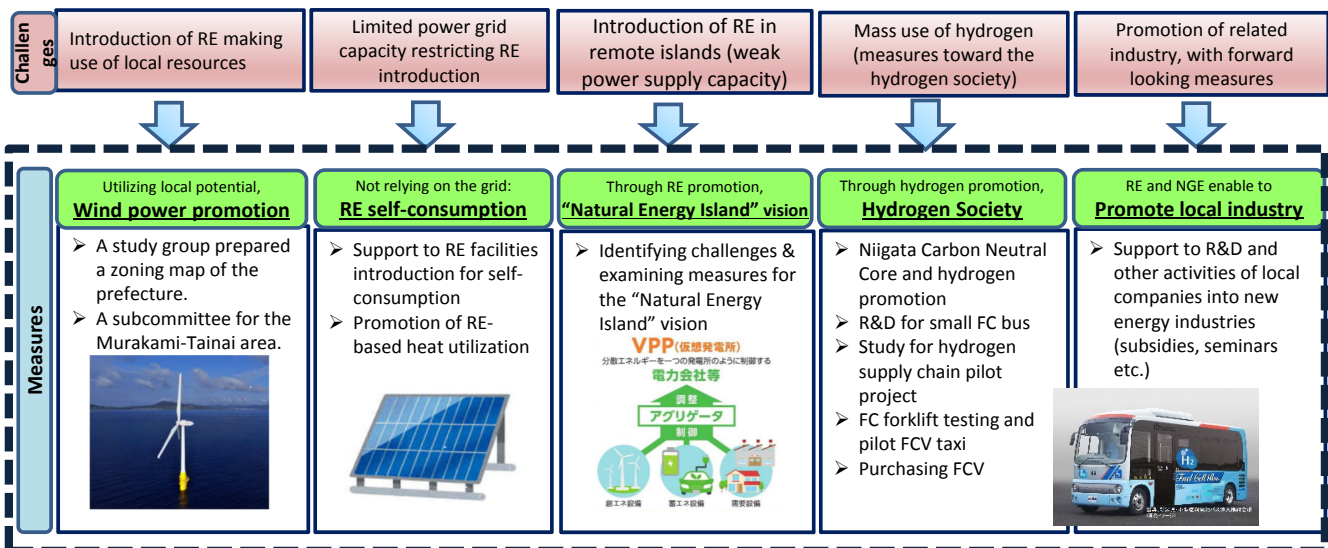 Challen
ges
Introduction of RE making
use of local resources
Limited power grid
capacity restricting RE
introduction
Introduction of RE in
remote islands (weak
power supply capacity)
Mass use of hydrogen
(measures toward the
hydrogen society)
Promotion of related
industry, with forward
looking measures
Measures
Utilizing local potential,
Wind power promotion
➢ A study group prepared
a zoning map of the
prefecture.
➢ A subcommittee for the
Murakami-Tainai area.
Not relying on the grid:
RE self-consumption
➢ Support to RE facilities
introduction for self-
consumption
➢ Promotion of RE-
based heat utilization
Through RE promotion,
"Natural Energy Island" vision
➢ Identifying challenges &
examining measures for
the "Natural Energy
Island" vision
VPP(仮想発電所)
分散エネルギーを一つの発電所のように制御する
電力会社等
調整
アグリゲータ
制御
創エネ設備 蓄エネ設備 需要設備
Through hydrogen promotion,
Hydrogen Society
➢ Niigata Carbon Neutral
Core and hydrogen
promotion
➢ R&D for small FC bus
➢ Study for hydrogen
supply chain pilot
project
➢ FC forklift testing and
pilot FCV taxi
➢ Purchasing FCV
RE and NGE enable to
Promote local industry
➢ Support to R&D and
other activities of local
companies into new
energy industries
(subsidies, seminars
etc.)
H2
Fuel Cell Bus